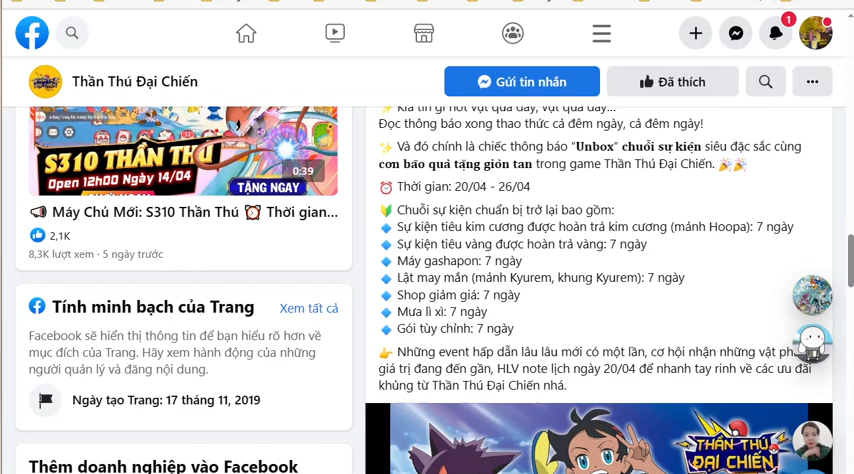 1
Thần Thú Đại Chiến
Gửi tin nhắn
Đã thích
S310 THẦN THÚ
Open 12h00 Ngày 14/04
TẶNG NGAY
0:39
📢 Máy Chủ Mới: S310 Thần Thú ⏰ Thời gian...
2,1K
8,3K lượt xem · 5 ngày trước
Tính minh bạch của Trang
Xem tất cả
Facebook sẽ hiển thị thông tin để bạn hiểu rõ hơn về
mục đích của Trang. Hãy xem hành động của những
người quản lý và đăng nội dung.
Ngày tạo Trang: 17 tháng 11, 2019
Thêm doanh nghiệp vào Facebook
✨ Kìa tin gì hot vượt quá đây, vượt quá đây...
Đọc thông báo xong thao thức cả đêm ngày, cả đêm ngày!
✨ Và đó chính là chiếc thông báo “Unbox” chuỗi sự kiện siêu đặc sắc cùng
cơn bão quà tặng giòn tan trong game Thần Thú Đại Chiến. 🎉🎉
⏰ Thời gian: 20/04 - 26/04
🔰 Chuỗi sự kiện chuẩn bị trở lại bao gồm:
🔹 Sự kiện tiêu kim cương được hoàn trả kim cương (mảnh Hoopa): 7 ngày
🔹 Sự kiện tiêu vàng được hoàn trả vàng: 7 ngày
🔹 Máy gashapon: 7 ngày
🔹 Lật may mắn (mảnh Kyurem, khung Kyurem): 7 ngày
🔹 Shop giảm giá: 7 ngày
🔹 Mưa lì xì: 7 ngày
🔹 Gói tùy chỉnh: 7 ngày
👉 Những event hấp dẫn lâu lâu mới có một lần, cơ hội nhận những vật ph
giá trị đang đến gần, HLV note lịch ngày 20/04 để nhanh tay rinh về các ưu đãi
khủng từ Thần Thú Đại Chiến nhá.
THẦN THÚ
ĐẠI CHIẾN